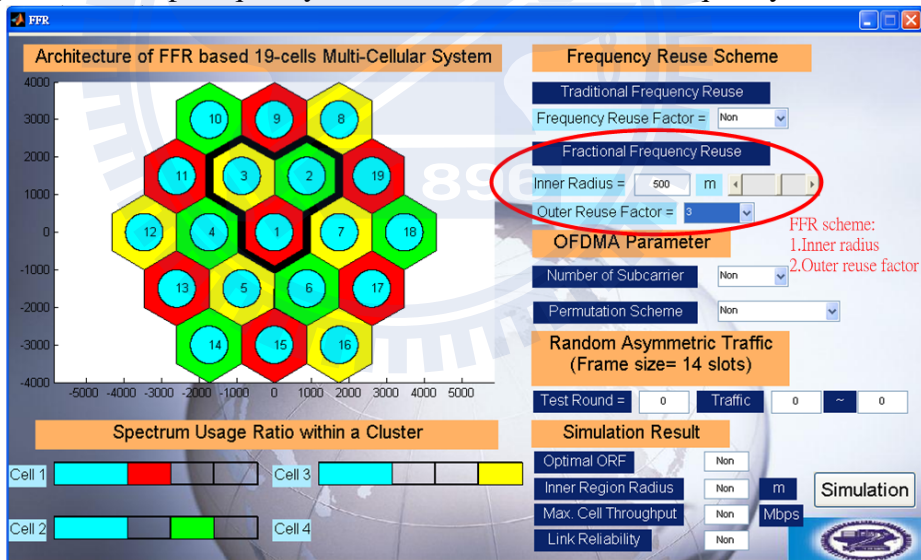 FFR
Architecture of FFR based 19-cells Multi-Cellular System
4000
3000
2000
1000
0
-1000
-2000
-3000
-4000
-5000 -4000 -3000 -2000 -1000 0 1000 2000 3000 4000 5000
10 9 8
11 3 2 19
12 4 1 7 18
13 5 6 17
14 15 16
Spectrum Usage Ratio within a Cluster
Cell 1
Cell 3
Cell 2
Cell 4
Frequency Reuse Scheme
Traditional Frequency Reuse
Frequency Reuse Factor = Non
Fractional Frequency Reuse
Inner Radius = 500 m
Outer Reuse Factor = 3
FFR scheme:
1.Inner radius
2.Outer reuse factor
OFDMA Parameter
Number of Subcarrier Non
Permutation Scheme Non
Random Asymmetric Traffic
(Frame size= 14 slots)
Test Round = 0 Traffic 0 ~ 0
Simulation Result
Optimal ORF Non
Inner Region Radius Non m
Max. Cell Throughput Non Mbps
Link Reliability Non
Simulation